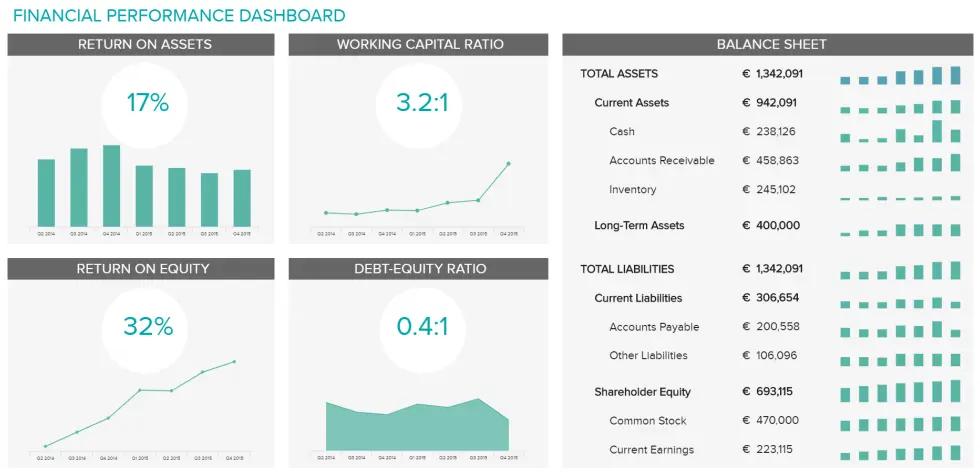 FINANCIAL PERFORMANCE DASHBOARD
RETURN ON ASSETS
17%
Q2 2014 Q3 2014 Q4 2014 Q1 2015 Q2 2015 Q3 2015 Q4 2015
WORKING CAPITAL RATIO
3.2:1
Q2 2014 Q3 2014 Q4 2014 Q1 2015 Q2 2015 Q3 2015 Q4 2015
RETURN ON EQUITY
32%
Q2 2014 Q3 2014 Q4 2014 Q1 2015 Q2 2015 Q3 2015 Q4 2015
DEBT-EQUITY RATIO
0.4:1
Q2 2014 Q3 2014 Q4 2014 Q1 2015 Q2 2015 Q3 2015 Q4 2015
BALANCE SHEET
TOTAL ASSETS € 1,342,091
Current Assets € 942,091
Cash € 238,126
Accounts Receivable € 458,863
Inventory € 245,102
Long-Term Assets € 400,000
TOTAL LIABILITIES € 1,342,091
Current Liabilities € 306,654
Accounts Payable € 200,558
Other Liabilities € 106,096
Shareholder Equity € 693,115
Common Stock € 470,000
Current Earnings € 223,115